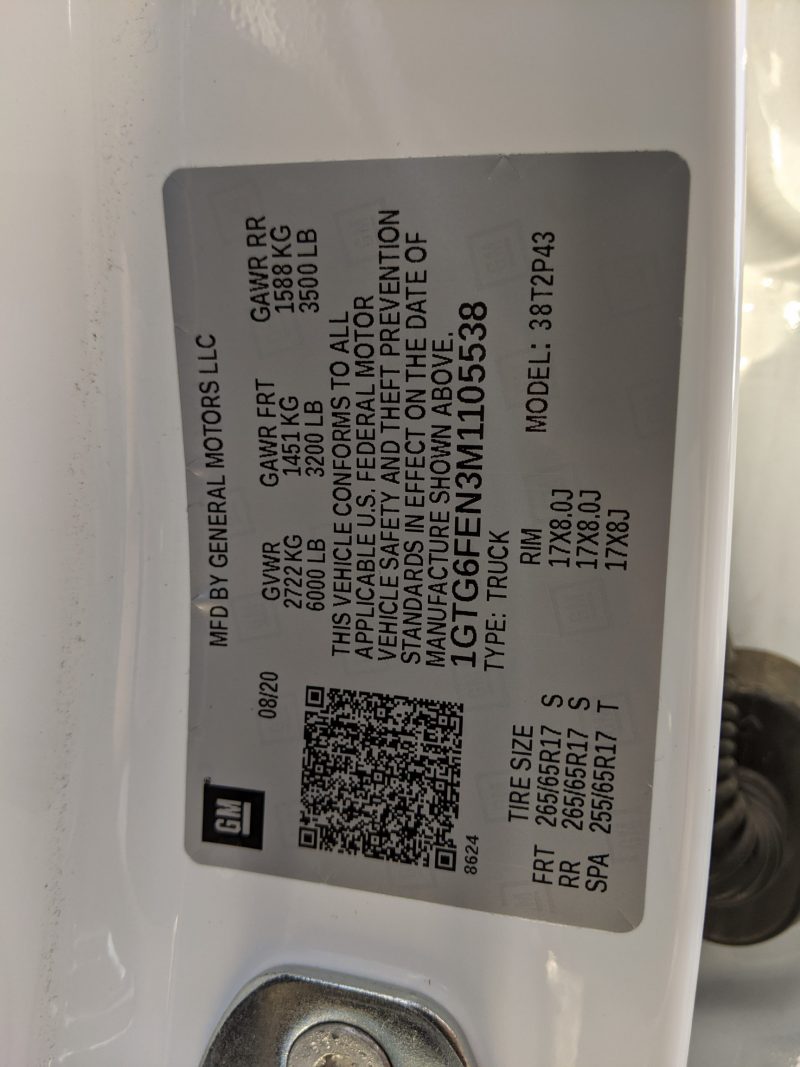 GM
MFD BY GENERAL MOTORS LLC
08/20 GVWR GAWR FRT GAWR RR
2722 KG 1451 KG 1588 KG
6000 LB 3200 LB 3500 LB
THIS VEHICLE CONFORMS TO ALL
APPLICABLE U.S. FEDERAL MOTOR
VEHICLE SAFETY AND THEFT PREVENTION
STANDARDS IN EFFECT ON THE DATE OF
MANUFACTURE SHOWN ABOVE.
1GTG6FEN3M1105538
8624 TYPE: TRUCK
TIRE SIZE RIM MODEL: 38T2P43
FRT 265/65R17 S 17X8.0J
RR 265/65R17 S 17X8.0J
SPA 255/65R17 T 17X8J